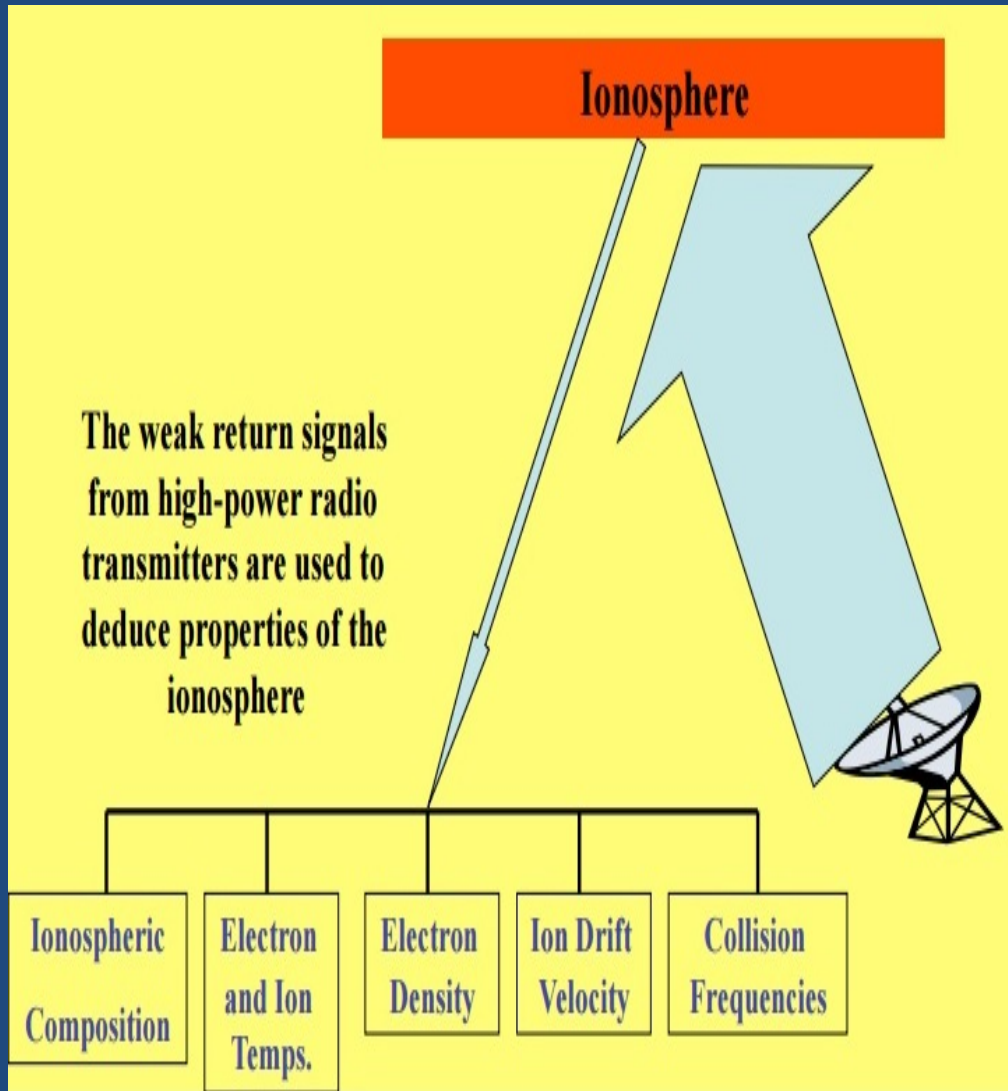 Ionosphere
The weak return signals
from high-power radio
transmitters are used to
deduce properties of the
ionosphere
Ionospheric
Composition
Electron
and Ion
Temps.
Electron
Density
Ion Drift
Velocity
Collision
Frequencies